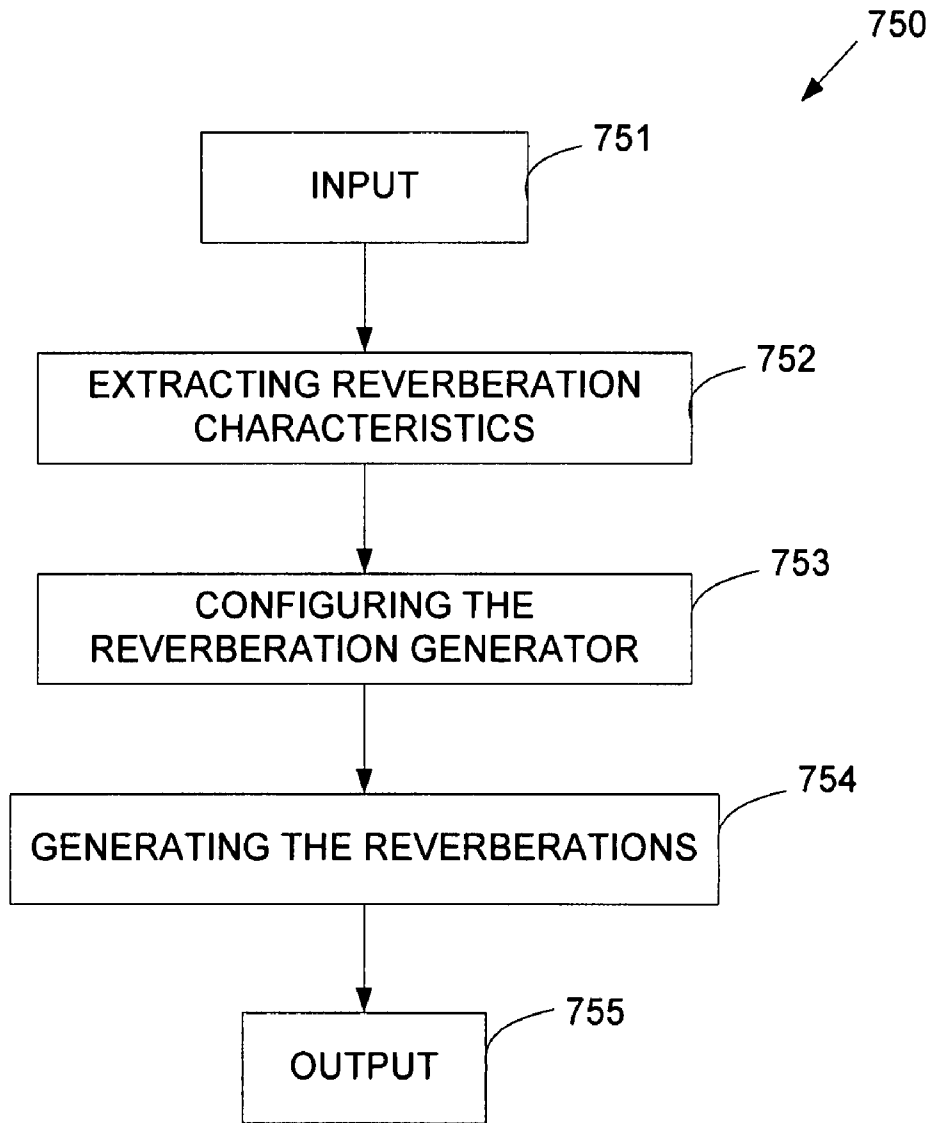 750
751
INPUT
752
EXTRACTING REVERBERATION
CHARACTERISTICS
753
CONFIGURING THE
REVERBERATION GENERATOR
754
GENERATING THE REVERBERATIONS
755
OUTPUT